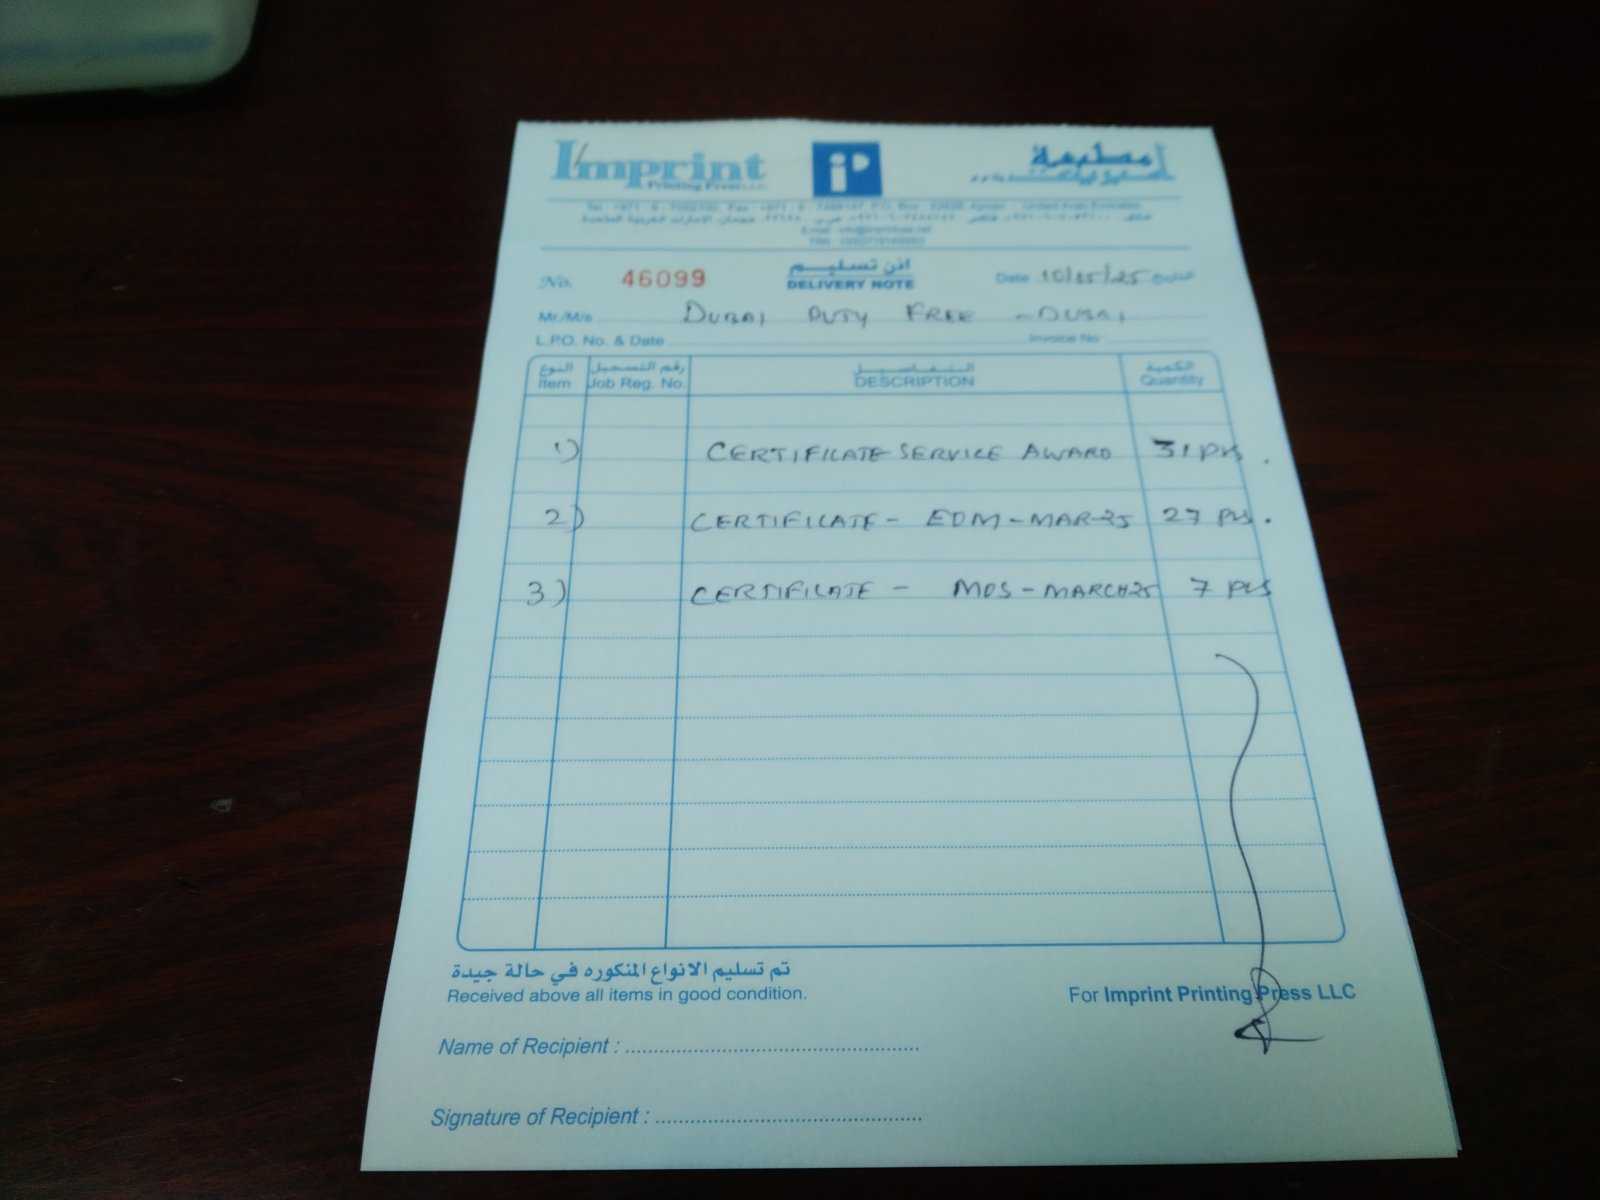 Imprint
Printing Press L.L.C.
iP
مطبعة
No. 46099
اذن تسليم
DELIVERY NOTE
Date 10/05/25 التاريخ
Mr./M/s DUBAI DUTY FREE - DUBAI
L.P.O. No. & Date Invoice No
النوع رقم التسجيل التفاصيل الكمية
Item Job Reg. No. DESCRIPTION Quantity
1) CERTIFICATE SERVICE AWARD 31 pcs.
2) CERTIFICATE - EDM - MAR-25 27 pcs.
3) CERTIFICATE - MDS - MARCH 25 7 pcs
تم تسليم الانواع المذكوره في حالة جيدة
Received above all items in good condition.
For Imprint Printing Press LLC
Name of Recipient :
Signature of Recipient :